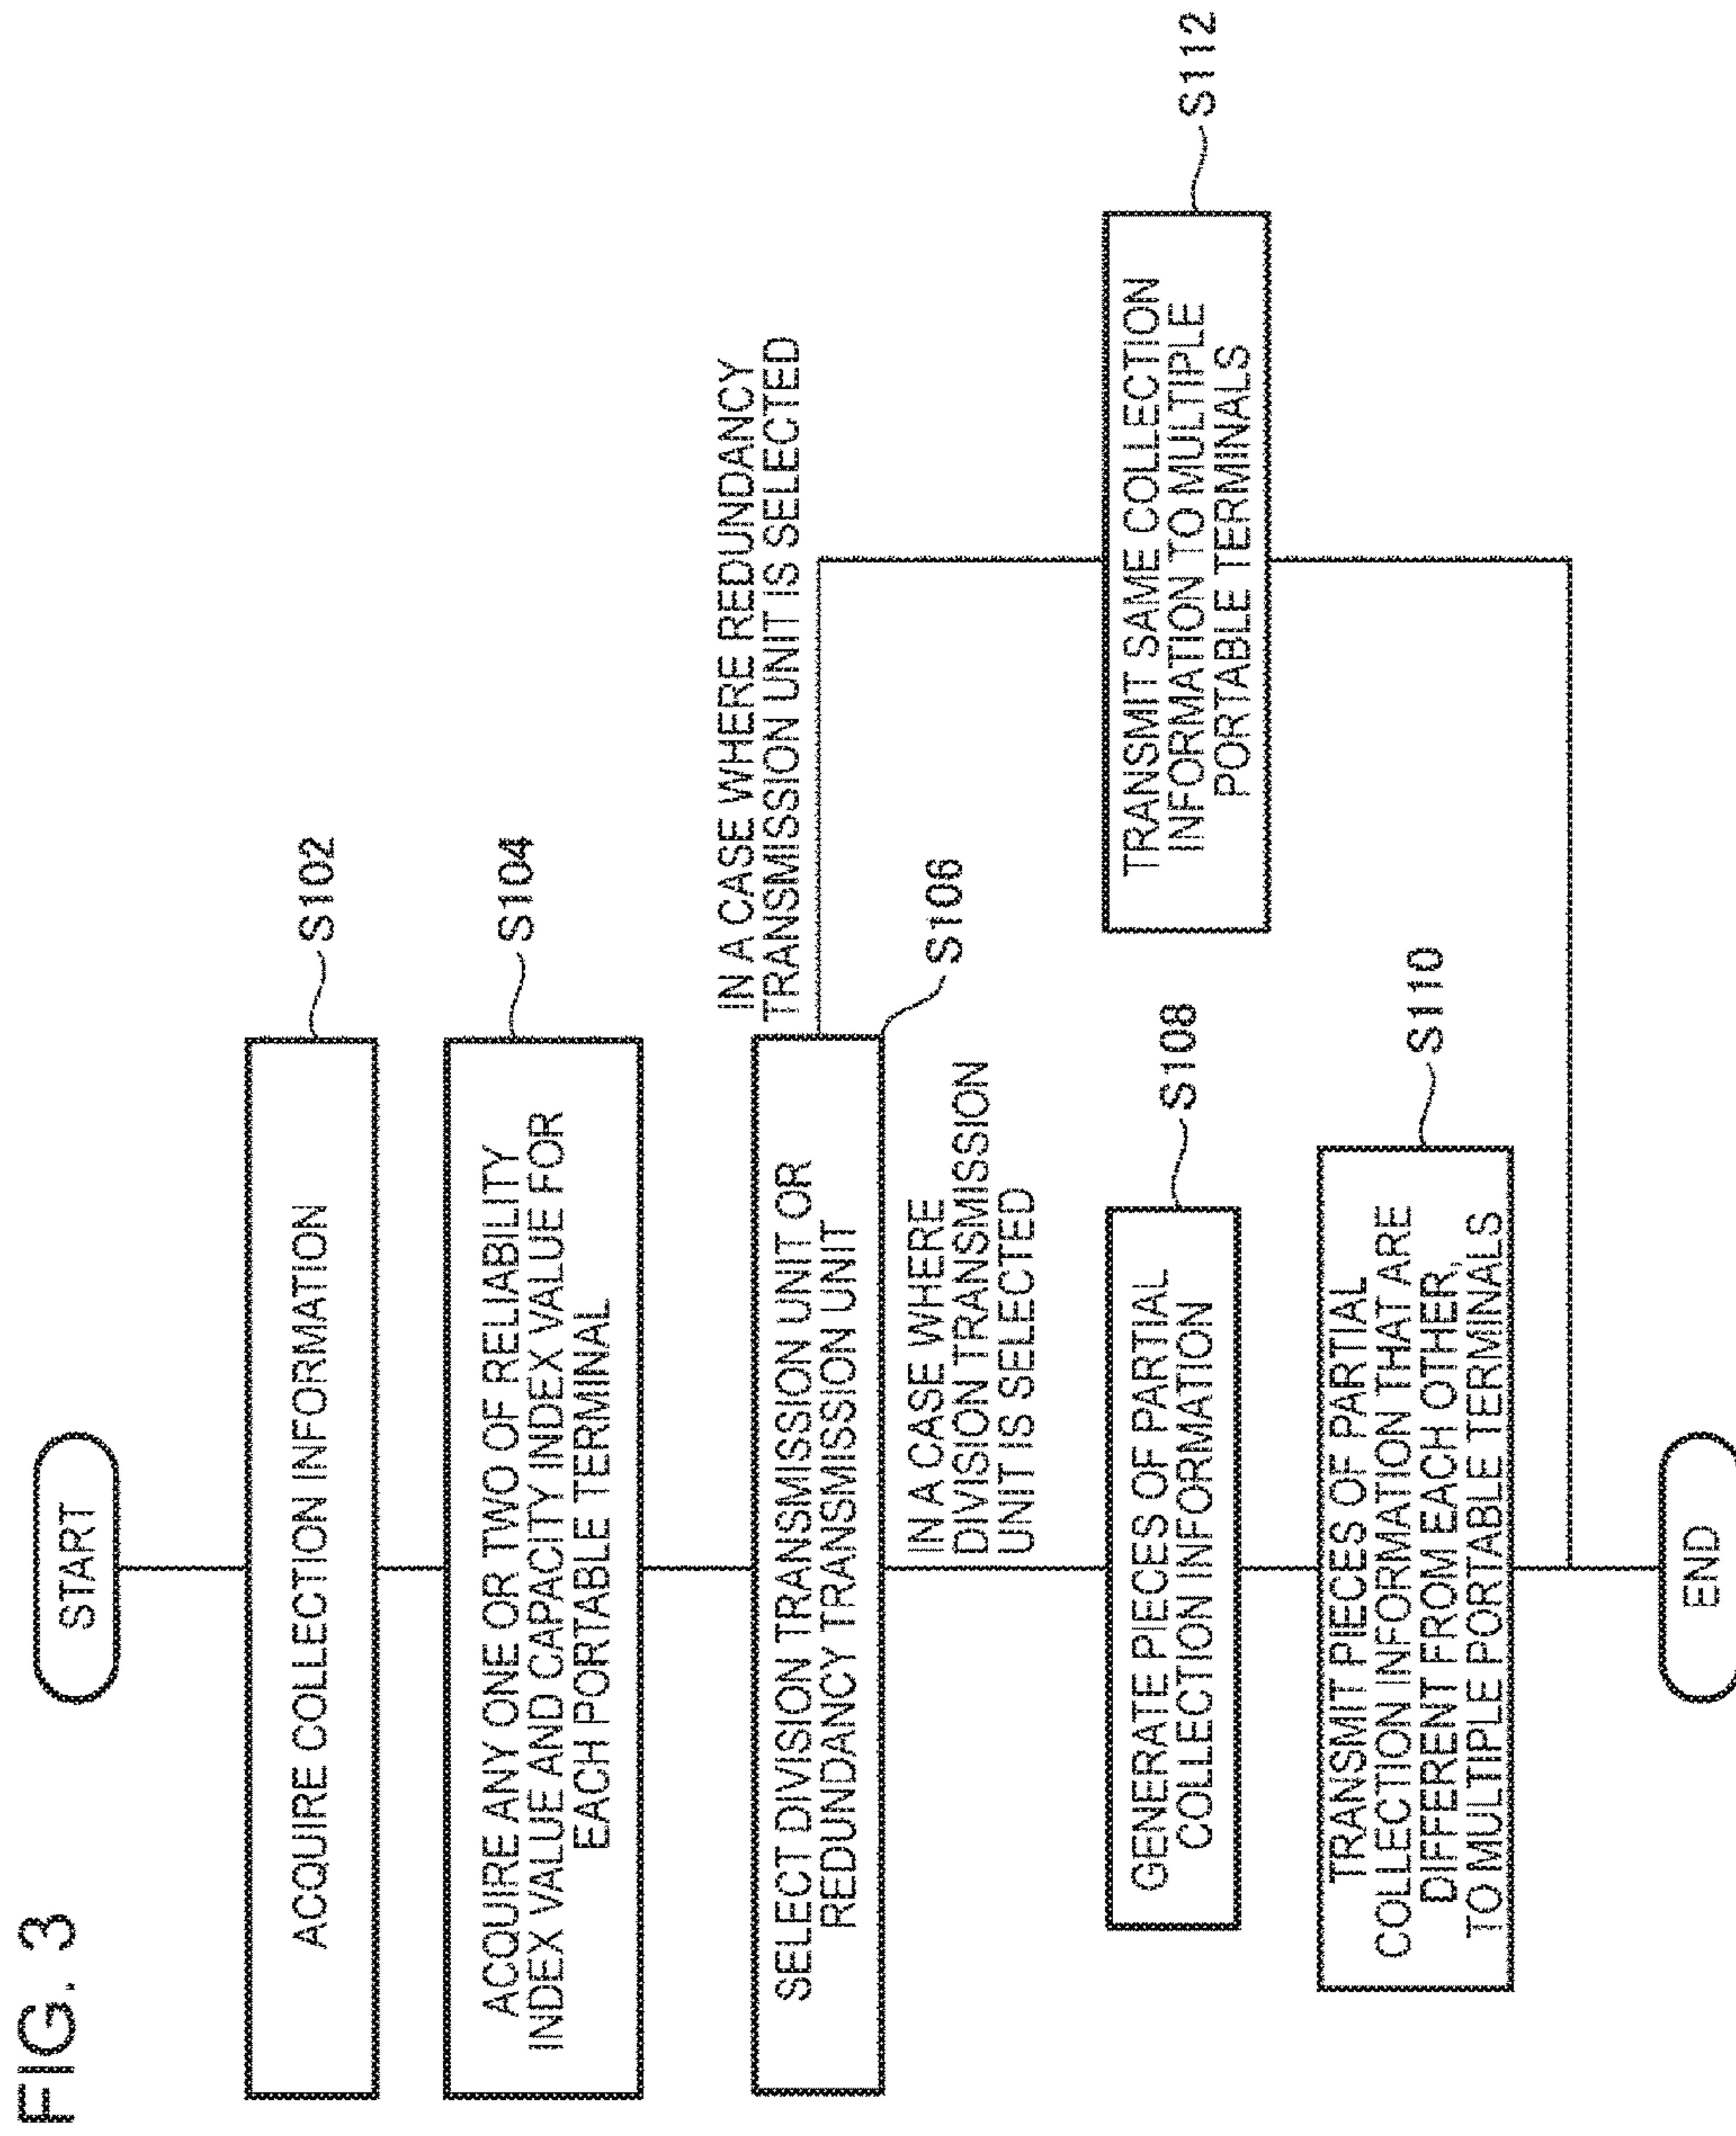 FIG. 3
START
ACQUIRE COLLECTION INFORMATION
S102
ACQUIRE ANY ONE OR TWO OF RELIABILITY
INDEX VALUE AND CAPACITY INDEX VALUE FOR
EACH PORTABLE TERMINAL
S104
SELECT DIVISION TRANSMISSION UNIT OR
REDUNDANCY TRANSMISSION UNIT
S106
IN A CASE WHERE REDUNDANCY
TRANSMISSION UNIT IS SELECTED
IN A CASE WHERE
DIVISION TRANSMISSION
UNIT IS SELECTED
GENERATE PIECES OF PARTIAL
COLLECTION INFORMATION
S108
TRANSMIT SAME COLLECTION
INFORMATION TO MULTIPLE
PORTABLE TERMINALS
S112
TRANSMIT PIECES OF PARTIAL
COLLECTION INFORMATION THAT ARE
DIFFERENT FROM EACH OTHER,
TO MULTIPLE PORTABLE TERMINALS
S110
END